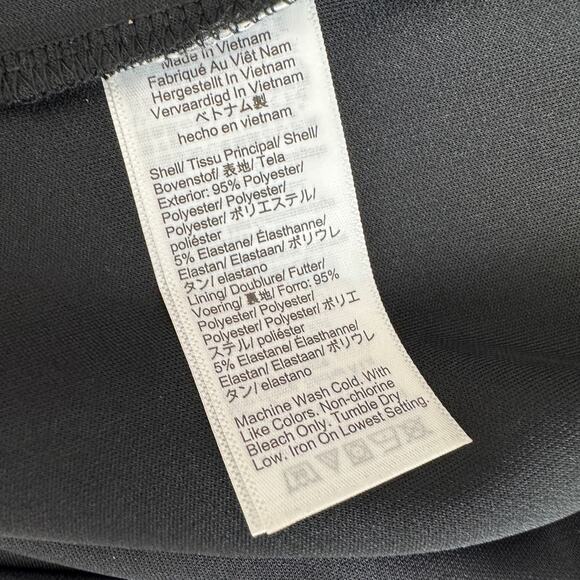 Made In Vietnam
Fabriqué Au Viêt Nam
Hergestellt In Vietnam
Vervaardigd In Vietnam
ベトナム製
hecho en vietnam
Shell/ Tissu Principal/ Shell/
Bovenstof/ 表地/ Tela
Exterior: 95% Polyester/
Polyester/ Polyester/
Polyester/ ポリエステル/
poliéster
5% Elastane/ Élasthanne/
Elastan/ Elastaan/ ポリウレ
タン/ elastano
Lining/ Doublure/ Futter/
Voering/ 裏地/ Forro: 95%
Polyester/ Polyester/
Polyester/ Polyester/ ポリエ
ステル/ poliéster
5% Elastane/ Élasthanne/
Elastan/ Elastaan/ ポリウレ
タン/ elastano
Machine Wash Cold. With
Like Colors. Non-chlorine
Bleach Only. Tumble Dry
Low. Iron On Lowest Setting.